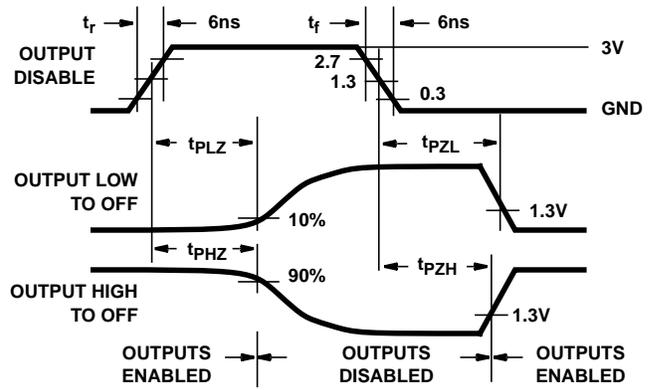 tr 6ns tf 6ns
OUTPUT
DISABLE
2.7
1.3
0.3
3V
GND
tPLZ tPZL
OUTPUT LOW
TO OFF
10%
1.3V
tPHZ tPZH
OUTPUT HIGH
TO OFF
90%
1.3V
OUTPUTS
ENABLED
OUTPUTS
DISABLED
OUTPUTS
ENABLED